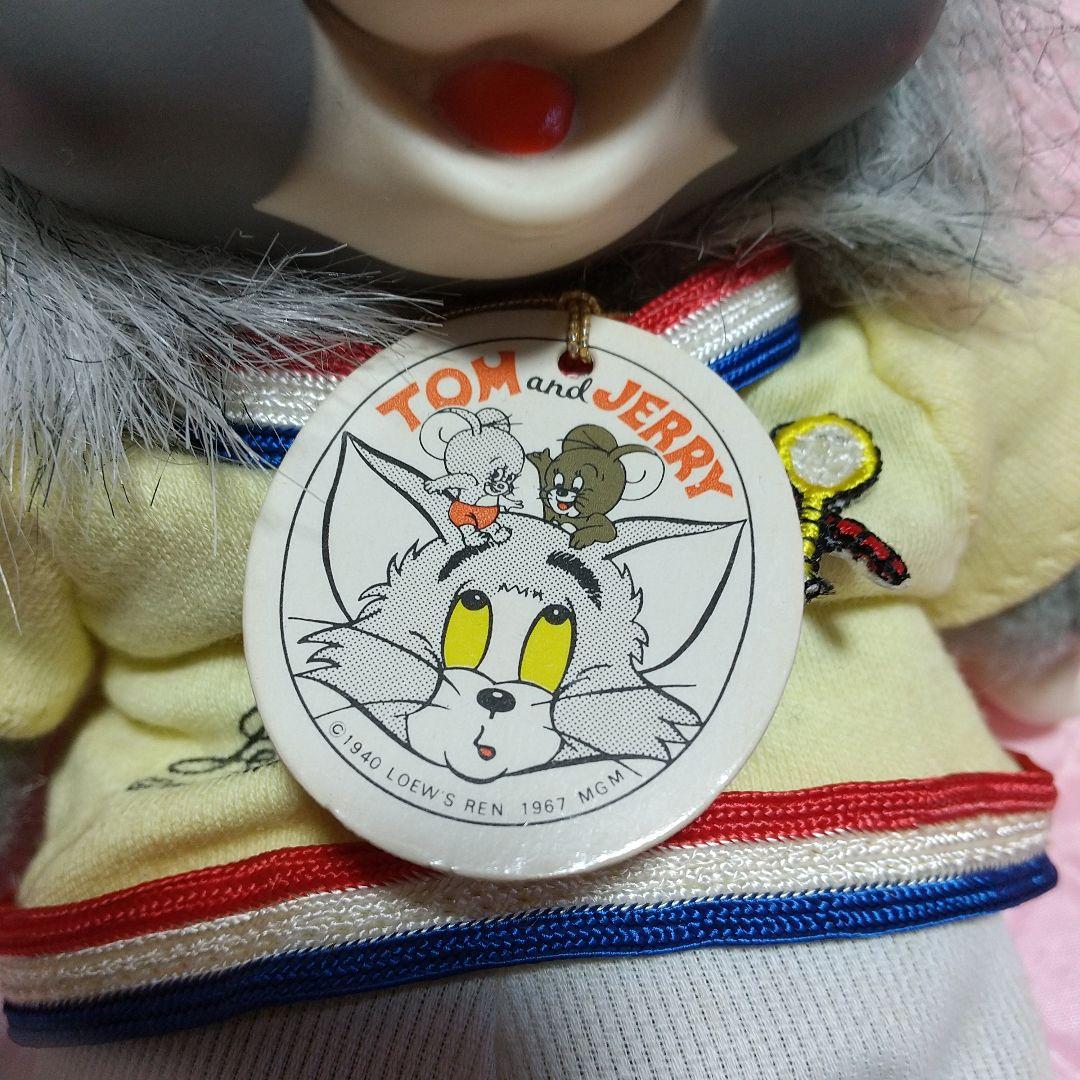 TOM and JERRY
©1940 LOEW'S REN 1967 MGM